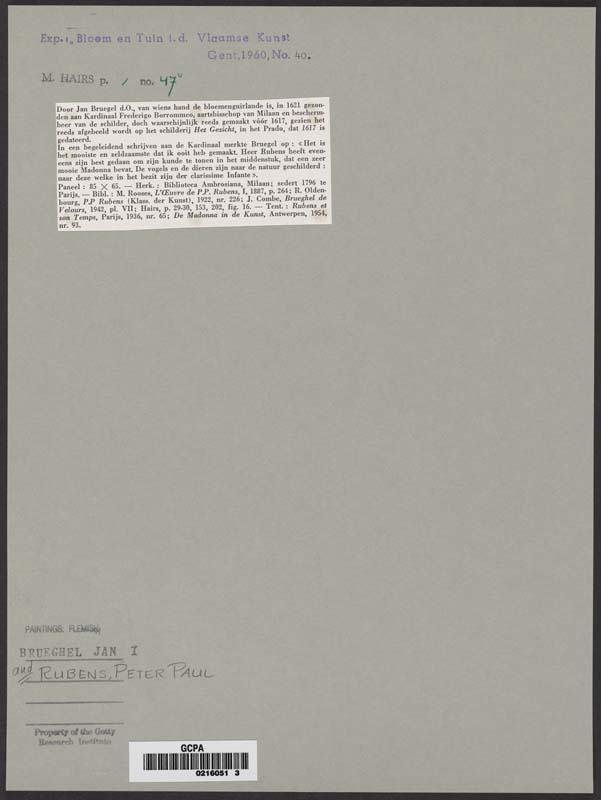 Exp.: Bloem en Tuin i.d. Vlaamse Kunst
Gent, 1960, No. 40.
M. HAIRS p. / no. 47
Door Jan Bruegel d.O., van wiens hand de bloemenguirlande is, in 1621 gezon-
den aan Kardinaal Frederigo Borrommeo, aartsbisschop van Milaan en bescherm-
heer van de schilder, doch waarschijnlijk reeds gemaakt vóór 1617, gezien het
reeds afgebeeld wordt op het schilderij Het Gezicht, in het Prado, dat 1617 is
gedateerd.
In een begeleidend schrijven aan de Kardinaal merkte Bruegel op : « Het is
het mooiste en zeldzaamste dat ik ooit heb gemaakt. Heer Rubens heeft even-
eens zijn best gedaan om zijn kunde te tonen in het middenstuk, dat een zeer
mooie Madonna bevat. De vogels en de dieren zijn naar de natuur geschilderd :
naar deze welke in het bezit zijn der clarissime Infante ».
Paneel : 85 × 65. — Herk. : Biblioteca Ambrosiana, Milaan; sedert 1796 te
Parijs. — Bibl. : M. Rooses, L'Œuvre de P.P. Rubens, I, 1887, p. 264; R. Olden-
bourg, P.P Rubens (Klass. der Kunst), 1922, nr. 226; J. Combe, Brueghel de
Velours, 1942, pl. VII; Hairs, p. 29-30, 153, 202, fig. 16. — Tent. : Rubens et
son Temps, Parijs, 1936, nr. 65; De Madonna in de Kunst, Antwerpen, 1954,
nr. 93.
PAINTINGS: FLEMISH
BRUEGHEL JAN I
and RUBENS, PETER PAUL
Property of the Getty
Research Institute
GCPA
0216051 3